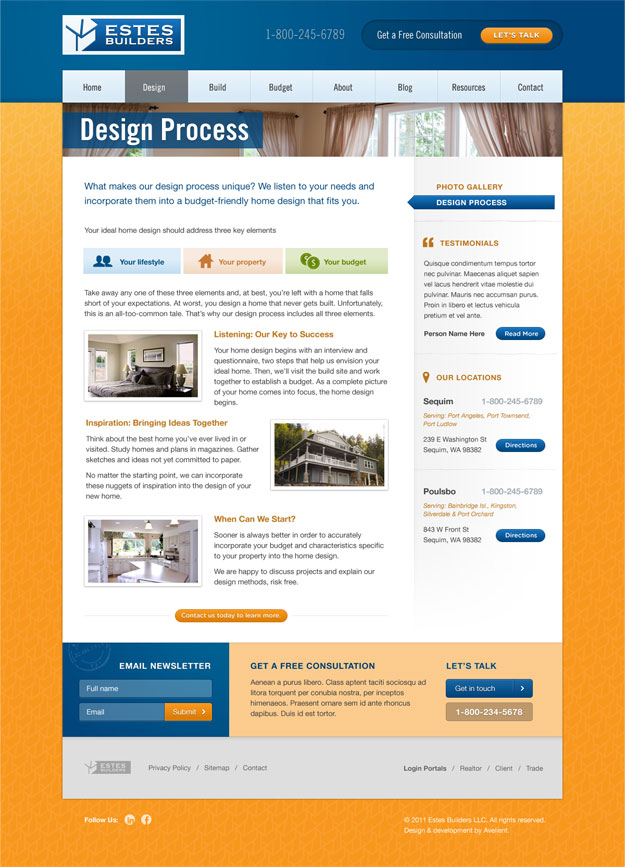 ESTES
BUILDERS
1-800-245-6789
Get a Free Consultation
LET'S TALK
Home
Design
Build
Budget
About
Blog
Resources
Contact
Design Process
What makes our design process unique? We listen to your needs and
incorporate them into a budget-friendly home design that fits you.
Your ideal home design should address three key elements
Your lifestyle
Your property
Your budget
Take away any one of these three elements and, at best, you're left with a home that falls
short of your expectations. At worst, you design a home that never gets built. Unfortunately,
this is an all-too-common tale. That's why our design process includes all three elements.
Listening: Our Key to Success
Your home design begins with an interview and
questionnaire, two steps that help us envision your
ideal home. Then, we'll visit the build site and work
together to establish a budget. As a complete picture
of your home comes into focus, the home design
begins.
Inspiration: Bringing Ideas Together
Think about the best home you've ever lived in or
visited. Study homes and plans in magazines. Gather
sketches and ideas not yet committed to paper.
No matter the starting point, we can incorporate
these nuggets of inspiration into the design of your
new home.
When Can We Start?
Sooner is always better in order to accurately
incorporate your budget and characteristics specific
to your property into the home design.
We are happy to discuss projects and explain our
design methods, risk free.
Contact us today to learn more.
PHOTO GALLERY
DESIGN PROCESS
TESTIMONIALS
Quisque condimentum tempus tortor
nec pulvinar. Maecenas aliquet sapien
vel lacus hendrerit vitae molestie dui
pulvinar. Mauris nec accumsan purus.
Proin in libero et lectus vehicula
pretium et vel ante.
Person Name Here
Read More
OUR LOCATIONS
Sequim
1-800-245-6789
Serving: Port Angeles, Port Townsend,
Port Ludlow
239 E Washington St
Sequim, WA 98382
Directions
Poulsbo
1-800-245-6789
Serving: Bainbridge Isl., Kingston,
Silverdale & Port Orchard
843 W Front St
Sequim, WA 98382
Directions
EMAIL NEWSLETTER
Full name
Email
Submit
GET A FREE CONSULTATION
Aenean a purus libero. Class aptent taciti sociosqu ad
litora torquent per conubia nostra, per inceptos
himenaeos. Praesent ornare sem id ante rhoncus
dapibus. Duis id est tortor.
LET'S TALK
Get in touch
1-800-234-5678
ESTES
BUILDERS
Privacy Policy / Sitemap / Contact
Login Portals / Realtor / Client / Trade
Follow Us:
© 2011 Estes Builders LLC. All rights reserved.
Design & development by Avenent.